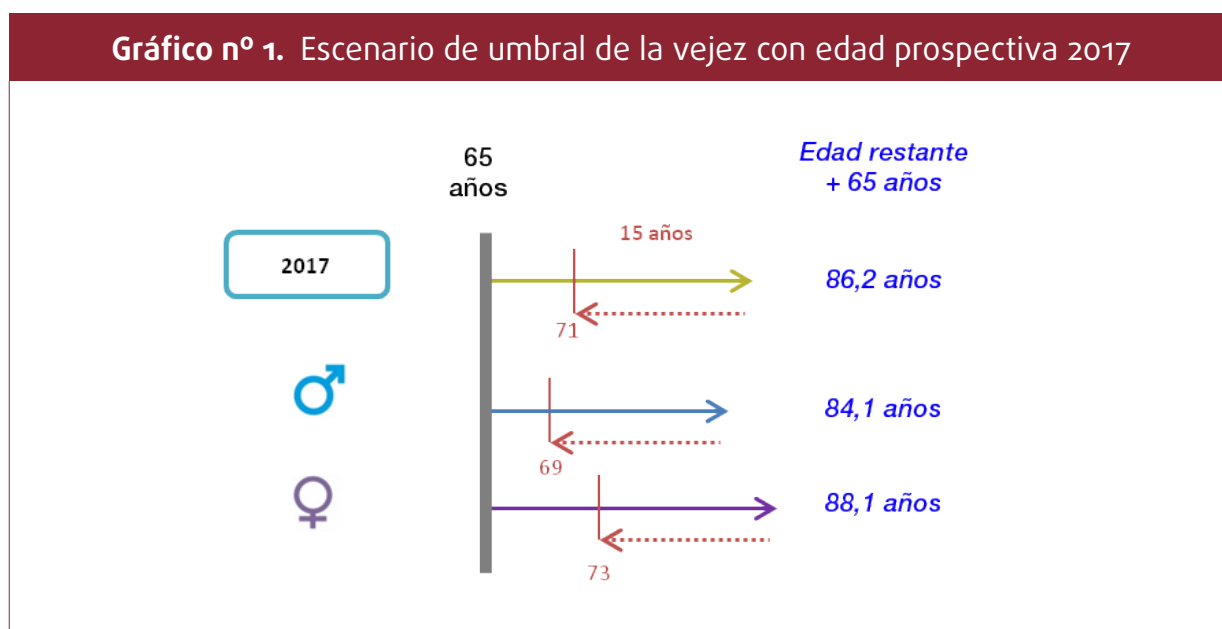 Gráfico nº 1. Escenario de umbral de la vejez con edad prospectiva 2017
65
años
Edad restante
+ 65 años
15 años
2017
86,2 años
71
84,1 años
69
88,1 años
73